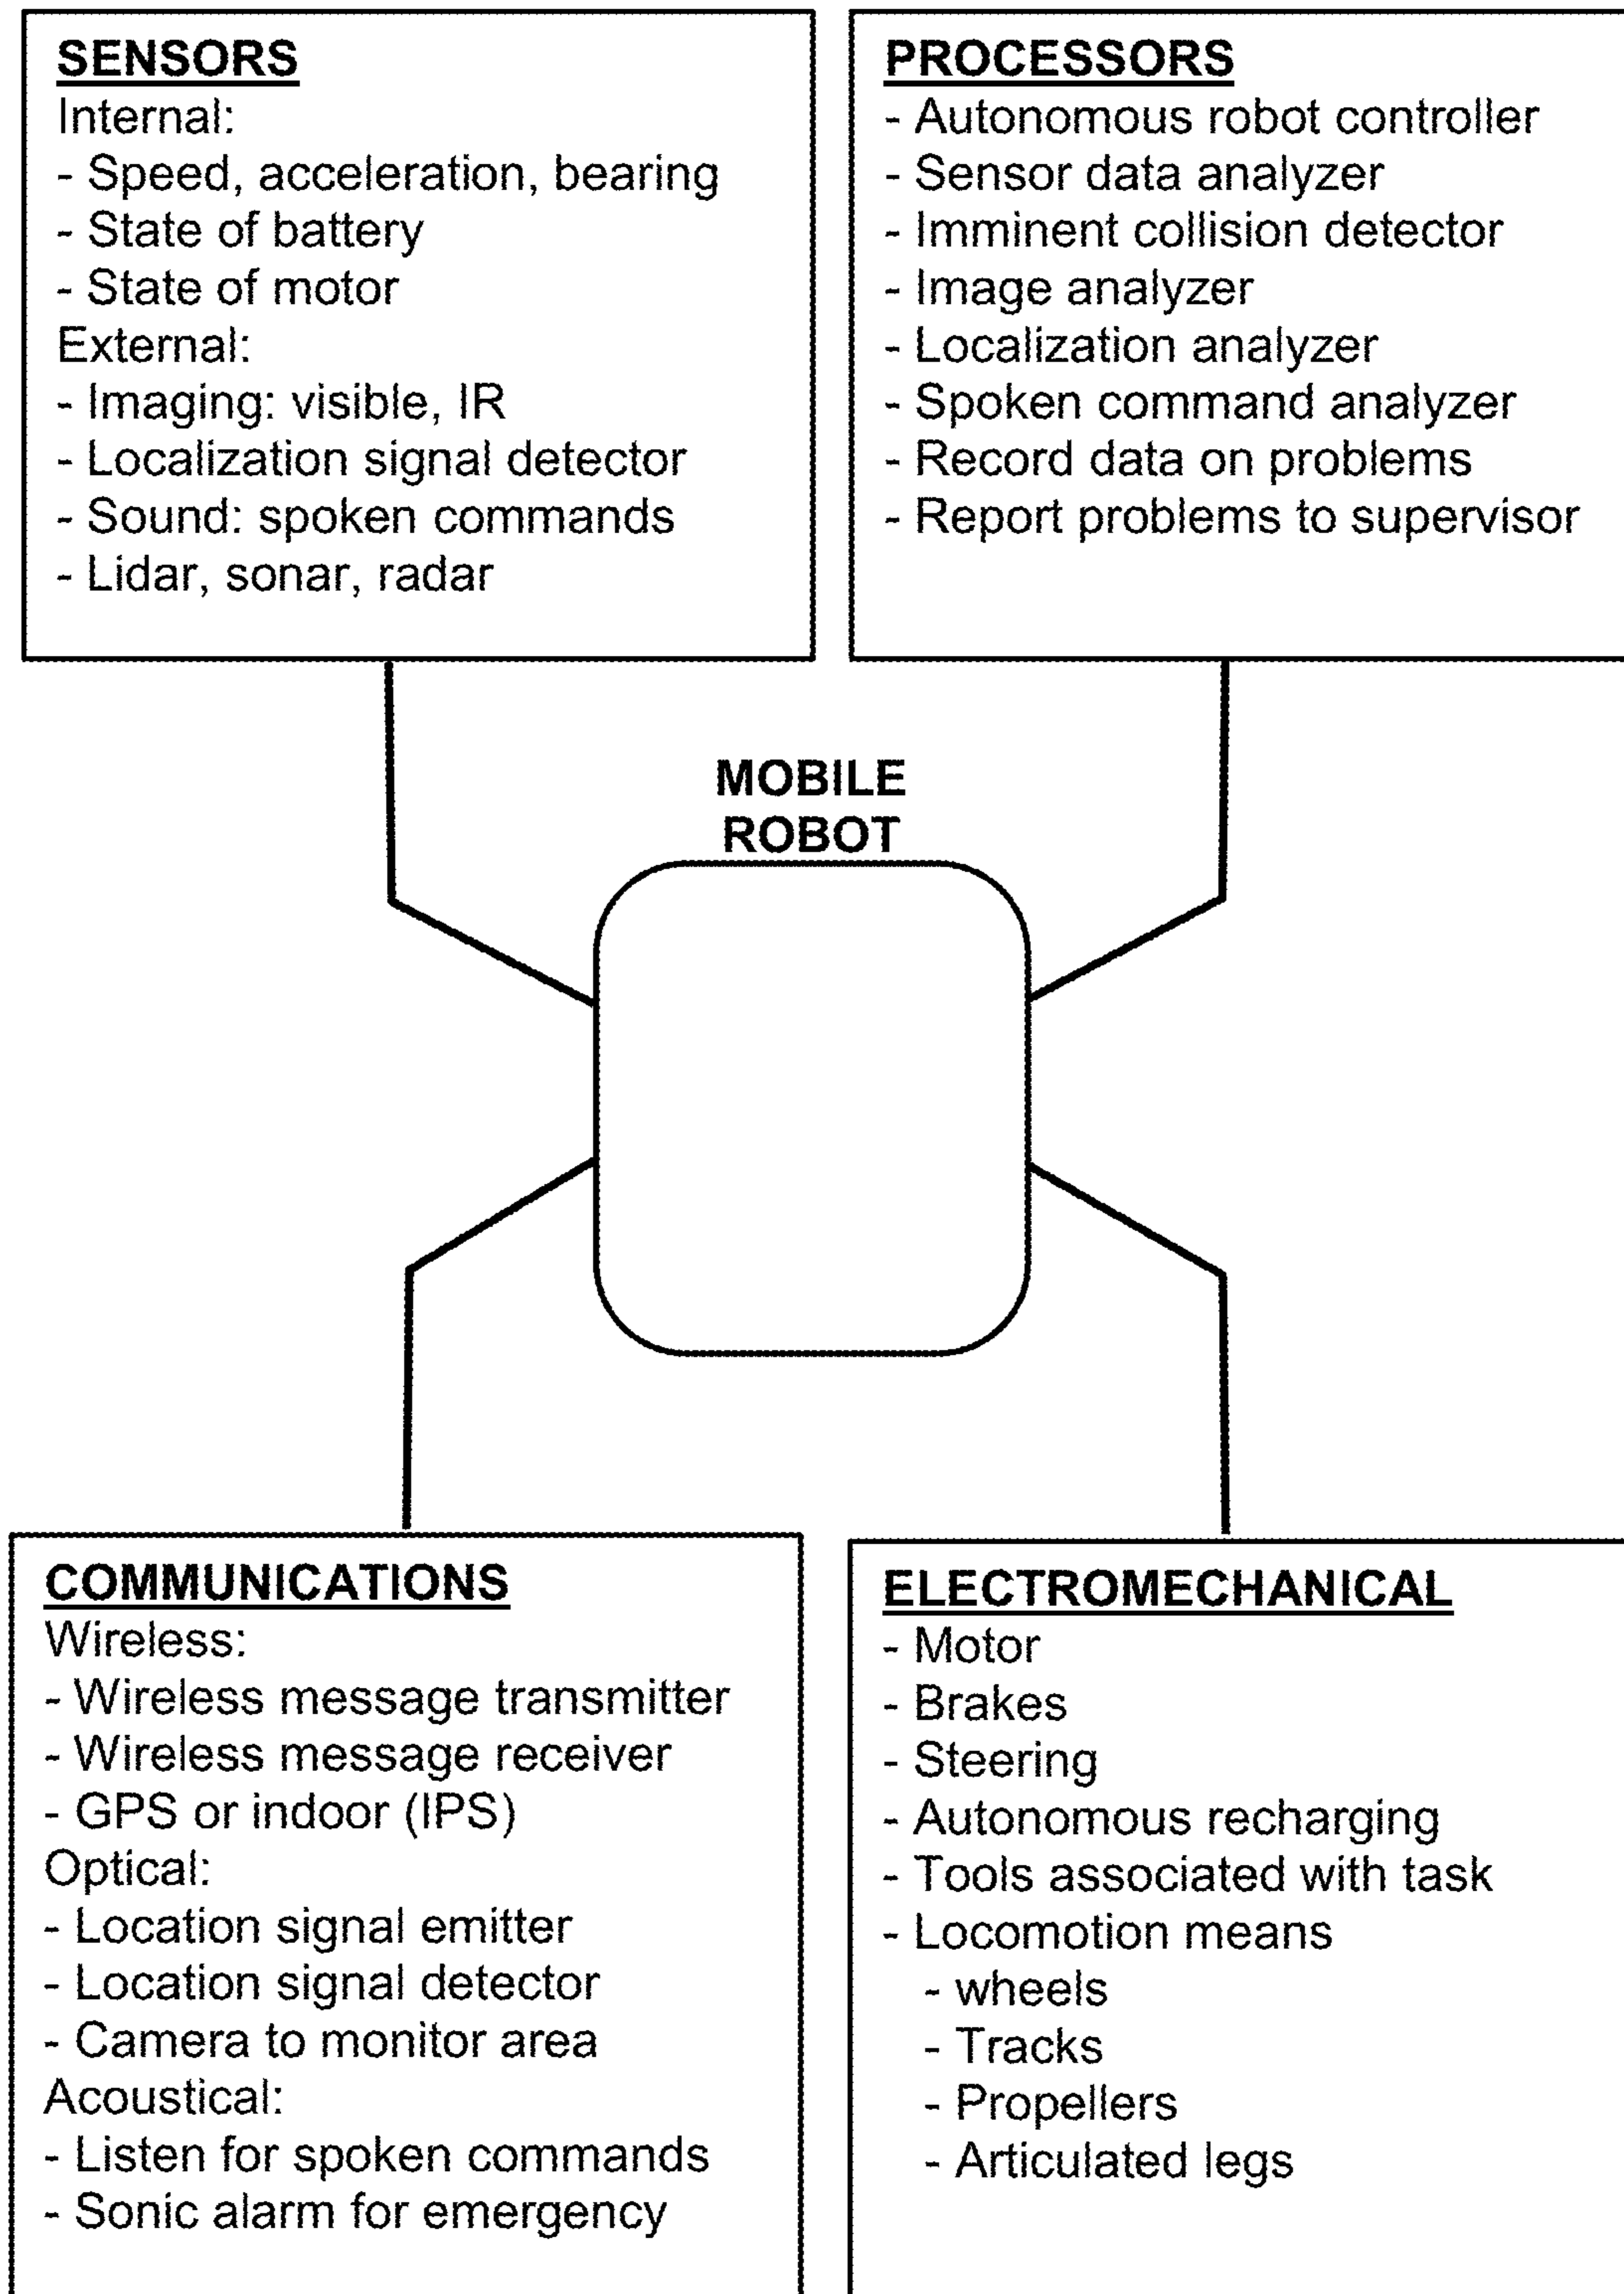 SENSORS
Internal:
- Speed, acceleration, bearing
- State of battery
- State of motor
External:
- Imaging: visible, IR
- Localization signal detector
- Sound: spoken commands
- Lidar, sonar, radar
PROCESSORS
- Autonomous robot controller
- Sensor data analyzer
- Imminent collision detector
- Image analyzer
- Localization analyzer
- Spoken command analyzer
- Record data on problems
- Report problems to supervisor
MOBILE
ROBOT
COMMUNICATIONS
Wireless:
- Wireless message transmitter
- Wireless message receiver
- GPS or indoor (IPS)
Optical:
- Location signal emitter
- Location signal detector
- Camera to monitor area
Acoustical:
- Listen for spoken commands
- Sonic alarm for emergency
ELECTROMECHANICAL
- Motor
- Brakes
- Steering
- Autonomous recharging
- Tools associated with task
- Locomotion means
- wheels
- Tracks
- Propellers
- Articulated legs